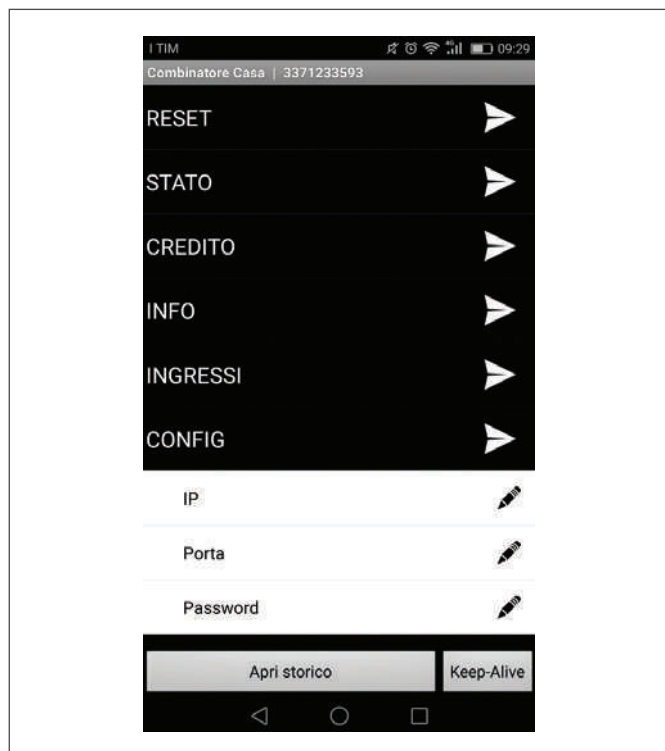 I TIM 4G 09:29
Combinatore Casa | 3371233593
RESET
STATO
CREDITO
INFO
INGRESSI
CONFIG
IP
Porta
Password
Apri storico Keep-Alive